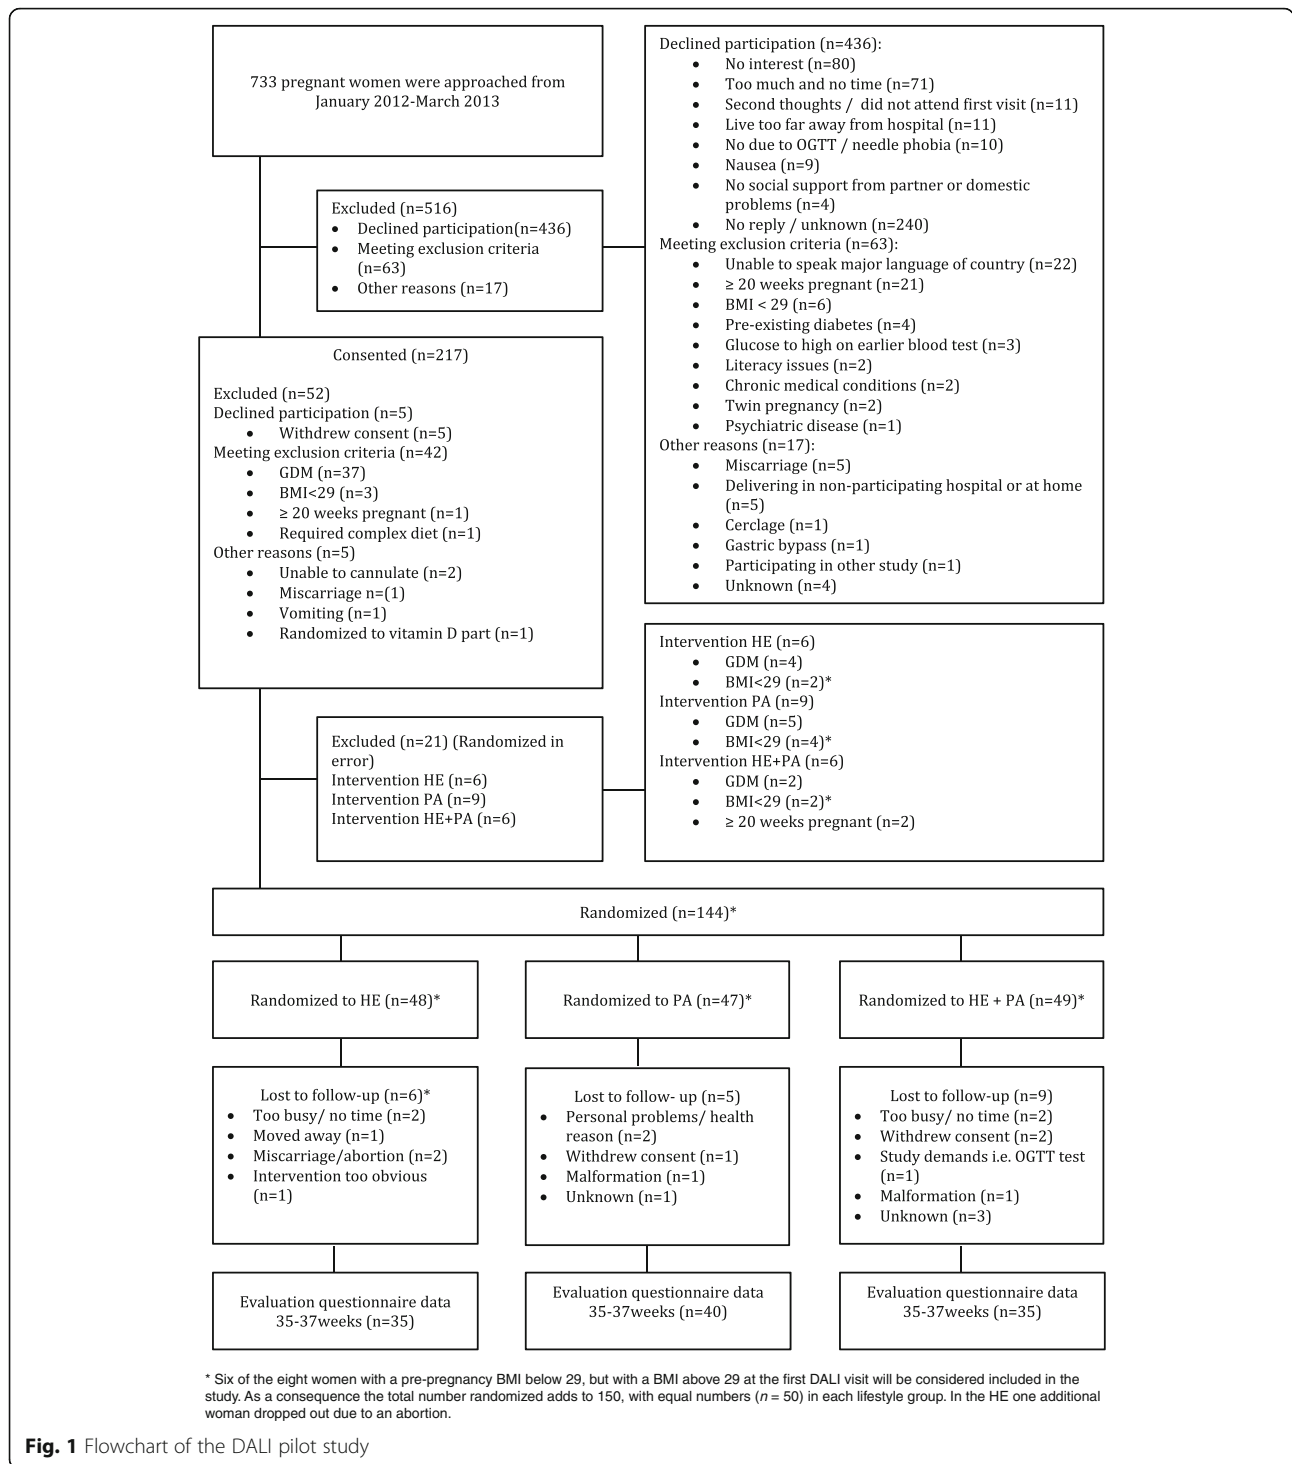 733 pregnant women were approached from
January 2012-March 2013
Declined participation (n=436):
• No interest (n=80)
• Too much and no time (n=71)
• Second thoughts / did not attend first visit (n=11)
• Live too far away from hospital (n=11)
• No due to OGTT / needle phobia (n=10)
• Nausea (n=9)
• No social support from partner or domestic
problems (n=4)
• No reply / unknown (n=240)
Meeting exclusion criteria (n=63):
• Unable to speak major language of country (n=22)
• ≥ 20 weeks pregnant (n=21)
• BMI < 29 (n=6)
• Pre-existing diabetes (n=4)
• Glucose to high on earlier blood test (n=3)
• Literacy issues (n=2)
• Chronic medical conditions (n=2)
• Twin pregnancy (n=2)
• Psychiatric disease (n=1)
Other reasons (n=17):
• Miscarriage (n=5)
• Delivering in non-participating hospital or at home
(n=5)
• Cerclage (n=1)
• Gastric bypass (n=1)
• Participating in other study (n=1)
• Unknown (n=4)
Excluded (n=516)
• Declined participation(n=436)
• Meeting exclusion criteria
(n=63)
• Other reasons (n=17)
Consented (n=217)
Excluded (n=52)
Declined participation (n=5)
• Withdrew consent (n=5)
Meeting exclusion criteria (n=42)
• GDM (n=37)
• BMI<29 (n=3)
• ≥ 20 weeks pregnant (n=1)
• Required complex diet (n=1)
Other reasons (n=5)
• Unable to cannulate (n=2)
• Miscarriage n=(1)
• Vomiting (n=1)
• Randomized to vitamin D part (n=1)
Excluded (n=21) (Randomized in
error)
Intervention HE (n=6)
Intervention PA (n=9)
Intervention HE+PA (n=6)
Intervention HE (n=6)
• GDM (n=4)
• BMI<29 (n=2)*
Intervention PA (n=9)
• GDM (n=5)
• BMI<29 (n=4)*
Intervention HE+PA (n=6)
• GDM (n=2)
• BMI<29 (n=2)*
• ≥ 20 weeks pregnant (n=2)
Randomized (n=144)*
Randomized to HE (n=48)*
Randomized to PA (n=47)*
Randomized to HE + PA (n=49)*
Lost to follow-up (n=6)*
• Too busy/ no time (n=2)
• Moved away (n=1)
• Miscarriage/abortion (n=2)
• Intervention too obvious
(n=1)
Lost to follow- up (n=5)
• Personal problems/ health
reason (n=2)
• Withdrew consent (n=1)
• Malformation (n=1)
• Unknown (n=1)
Lost to follow-up (n=9)
• Too busy/ no time (n=2)
• Withdrew consent (n=2)
• Study demands i.e. OGTT test
(n=1)
• Malformation (n=1)
• Unknown (n=3)
Evaluation questionnaire data
35-37weeks (n=35)
Evaluation questionnaire data
35-37weeks (n=40)
Evaluation questionnaire data
35-37weeks (n=35)
* Six of the eight women with a pre-pregnancy BMI below 29, but with a BMI above 29 at the first DALI visit will be considered included in the
study. As a consequence the total number randomized adds to 150, with equal numbers (n = 50) in each lifestyle group. In the HE one additional
woman dropped out due to an abortion.
Fig. 1 Flowchart of the DALI pilot study